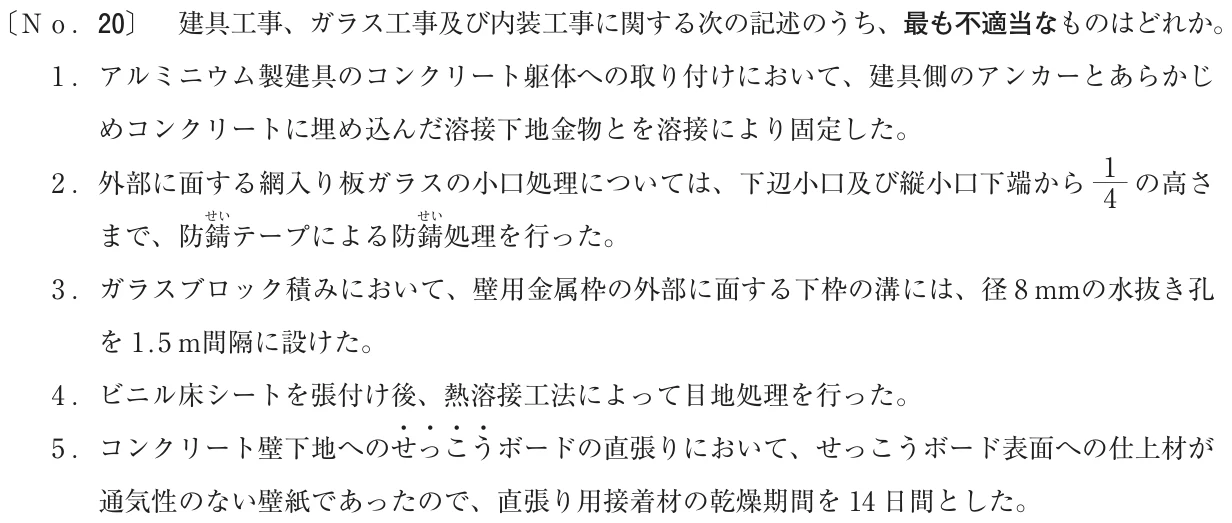 〔Ｎｏ．20〕　建具工事、ガラス工事及び内装工事に関する次の記述のうち、最も不適当なものはどれか。
１．アルミニウム製建具のコンクリート躯体への取り付けにおいて、建具側のアンカーとあらかじ
めコンクリートに埋め込んだ溶接下地金物とを溶接により固定した。
２．外部に面する網入り板ガラスの小口処理については、下辺小口及び縦小口下端から 1/4 の高さ
まで、防錆（せい）テープによる防錆（せい）処理を行った。
３．ガラスブロック積みにおいて、壁用金属枠の外部に面する下枠の溝には、径８mmの水抜き孔
を 1.5 m間隔に設けた。
４．ビニル床シートを張付け後、熱溶接工法によって目地処理を行った。
５．コンクリート壁下地へのせっこうボードの直張りにおいて、せっこうボード表面への仕上材が
通気性のない壁紙であったので、直張り用接着材の乾燥期間を 14 日間とした。